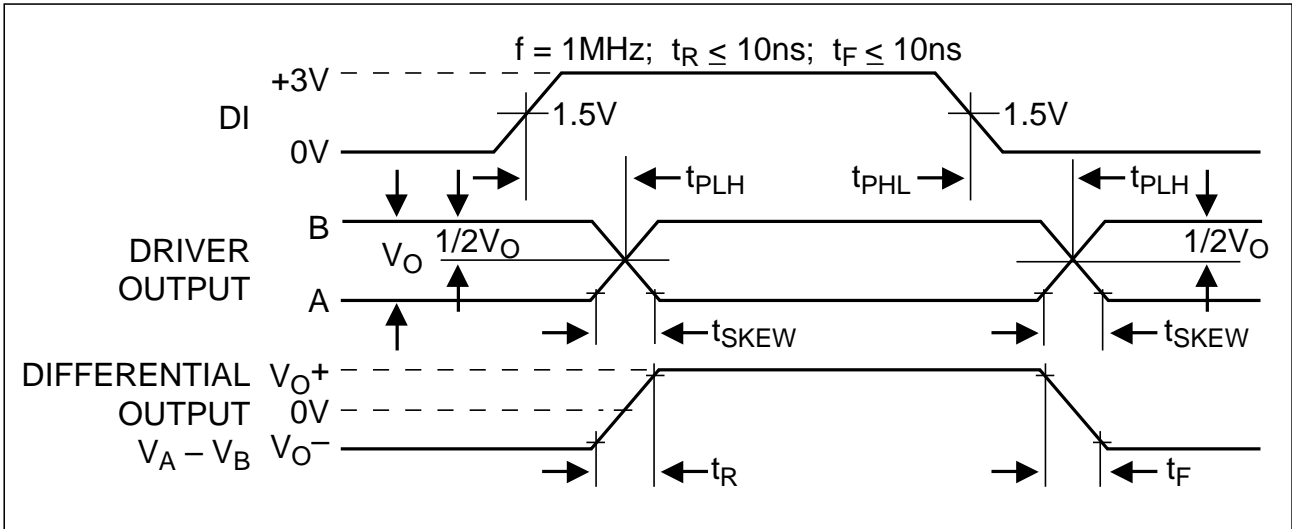 f = 1MHz; tR ≤ 10ns; tF ≤ 10ns
+3V
DI
1.5V
1.5V
0V
tPLH
tPHL
tPLH
B
DRIVER
OUTPUT
VO
1/2VO
1/2VO
A
tSKEW
tSKEW
DIFFERENTIAL
OUTPUT
VA – VB
VO+
0V
VO–
tR
tF